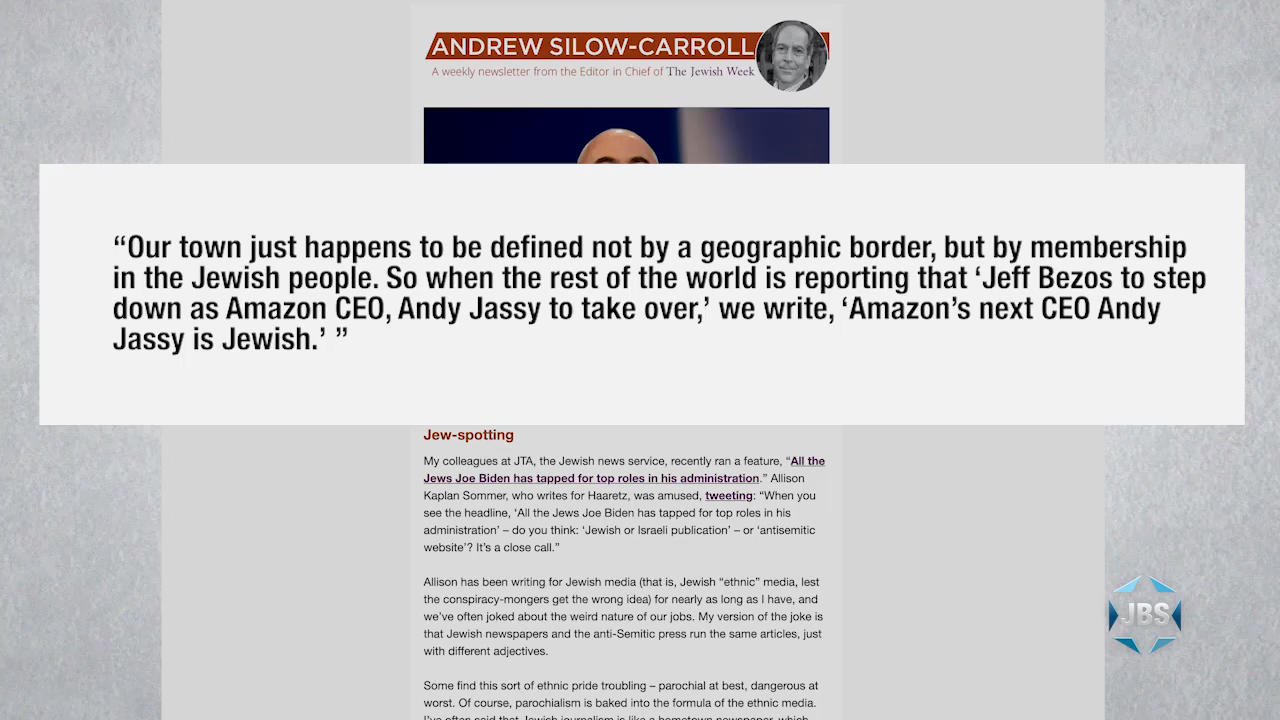 ANDREW SILOW-CARROLL
A weekly newsletter from the Editor in Chief of The Jewish Week
“Our town just happens to be defined not by a geographic border, but by membership
in the Jewish people. So when the rest of the world is reporting that ‘Jeff Bezos to step
down as Amazon CEO, Andy Jassy to take over,’ we write, ‘Amazon’s next CEO Andy
Jassy is Jewish.’ ”
Jew-spotting
My colleagues at JTA, the Jewish news service, recently ran a feature, “All the
Jews Joe Biden has tapped for top roles in his administration.” Allison
Kaplan Sommer, who writes for Haaretz, was amused, tweeting: “When you
see the headline, ‘All the Jews Joe Biden has tapped for top roles in his
administration’ – do you think: ‘Jewish or Israeli publication’ – or ‘antisemitic
website’? It’s a close call.”
Allison has been writing for Jewish media (that is, Jewish “ethnic” media, lest
the conspiracy-mongers get the wrong idea) for nearly as long as I have, and
we’ve often joked about the weird nature of our jobs. My version of the joke is
that Jewish newspapers and the anti-Semitic press run the same articles, just
with different adjectives.
Some find this sort of ethnic pride troubling – parochial at best, dangerous at
worst. Of course, parochialism is baked into the formula of the ethnic media.
I’ve often said that Jewish journalism is like a hometown newspaper, which
JBS